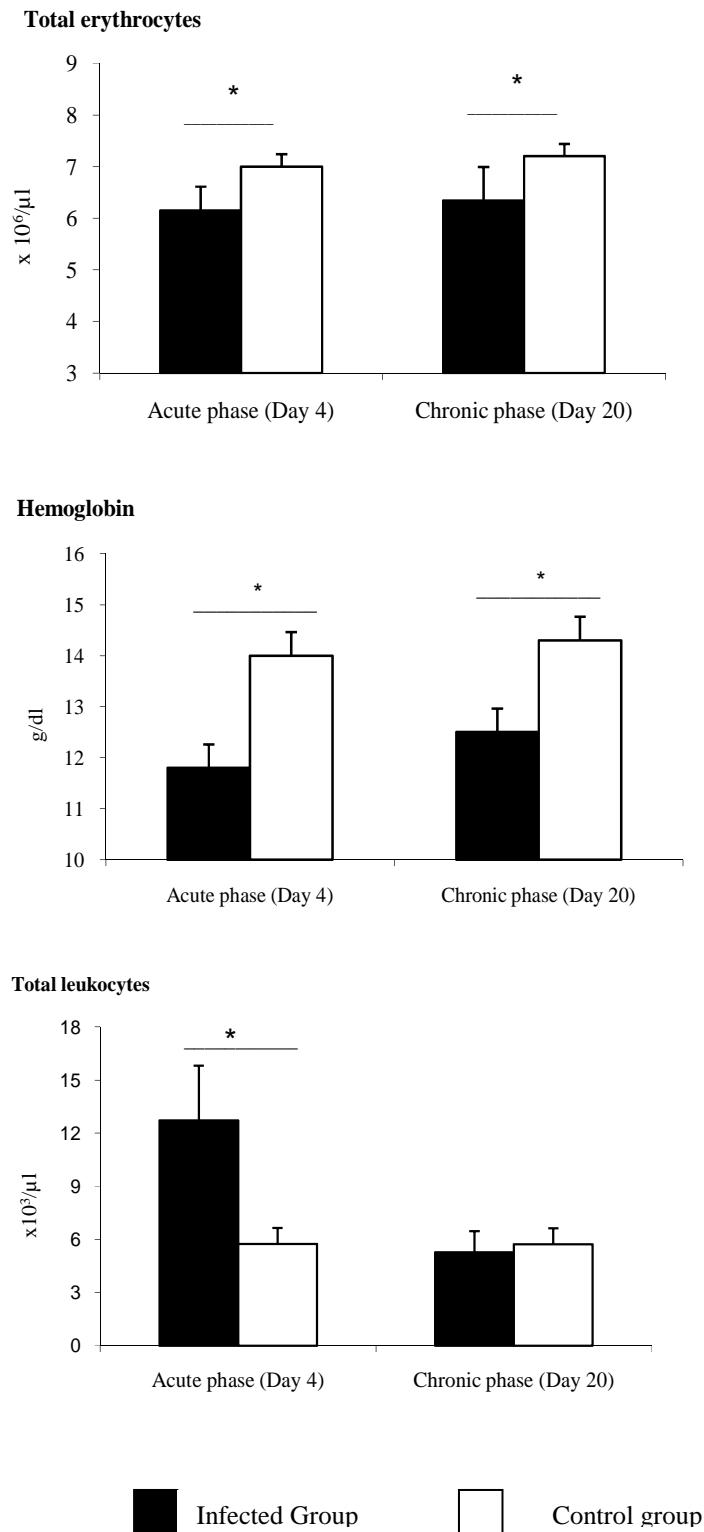 Total erythrocytes
9
*
*
8
7
6
5
4
3
x 10⁶/µl
Acute phase (Day 4) Chronic phase (Day 20)
Hemoglobin
16
15
14
13
12
11
10
*
*
g/dl
Acute phase (Day 4) Chronic phase (Day 20)
Total leukocytes
18
15
12
9
6
3
0
*
x10³/µl
Acute phase (Day 4) Chronic phase (Day 20)
Infected Group Control group